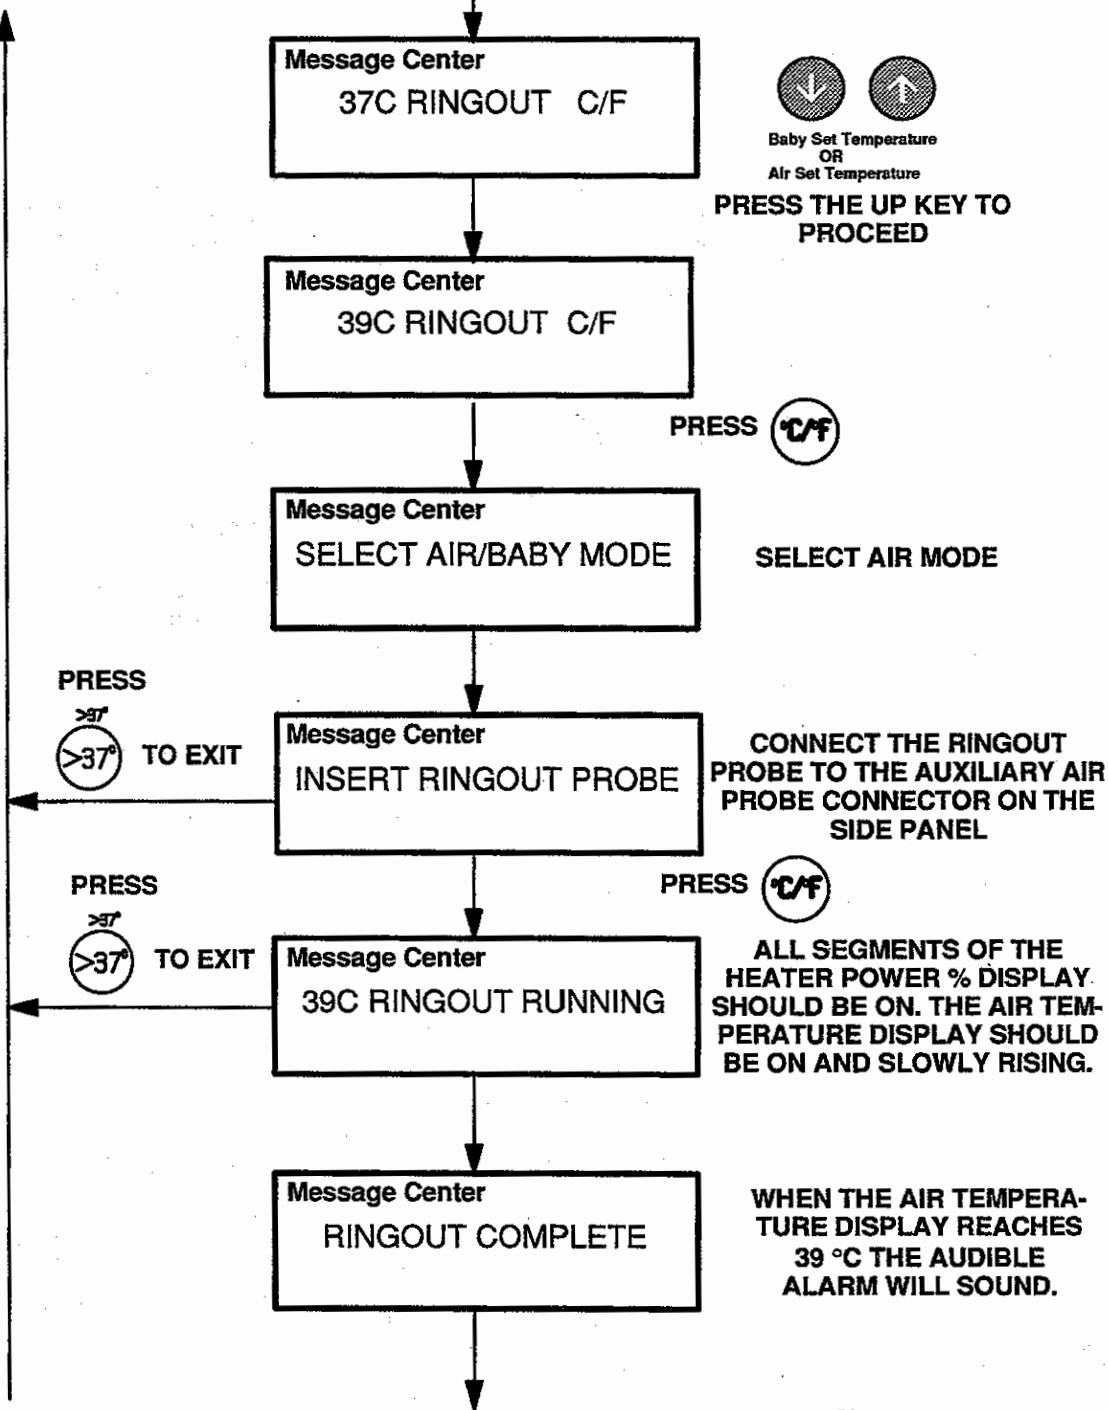 Message Center
37C RINGOUT C/F
Baby Set Temperature
OR
Air Set Temperature
PRESS THE UP KEY TO
PROCEED
Message Center
39C RINGOUT C/F
PRESS °C/°F
Message Center
SELECT AIR/BABY MODE
SELECT AIR MODE
PRESS
>37°
>37° TO EXIT
Message Center
INSERT RINGOUT PROBE
CONNECT THE RINGOUT
PROBE TO THE AUXILIARY AIR
PROBE CONNECTOR ON THE
SIDE PANEL
PRESS °C/°F
PRESS
>37°
>37° TO EXIT
Message Center
39C RINGOUT RUNNING
ALL SEGMENTS OF THE
HEATER POWER % DISPLAY
SHOULD BE ON. THE AIR TEM-
PERATURE DISPLAY SHOULD
BE ON AND SLOWLY RISING.
Message Center
RINGOUT COMPLETE
WHEN THE AIR TEMPERA-
TURE DISPLAY REACHES
39 °C THE AUDIBLE
ALARM WILL SOUND.